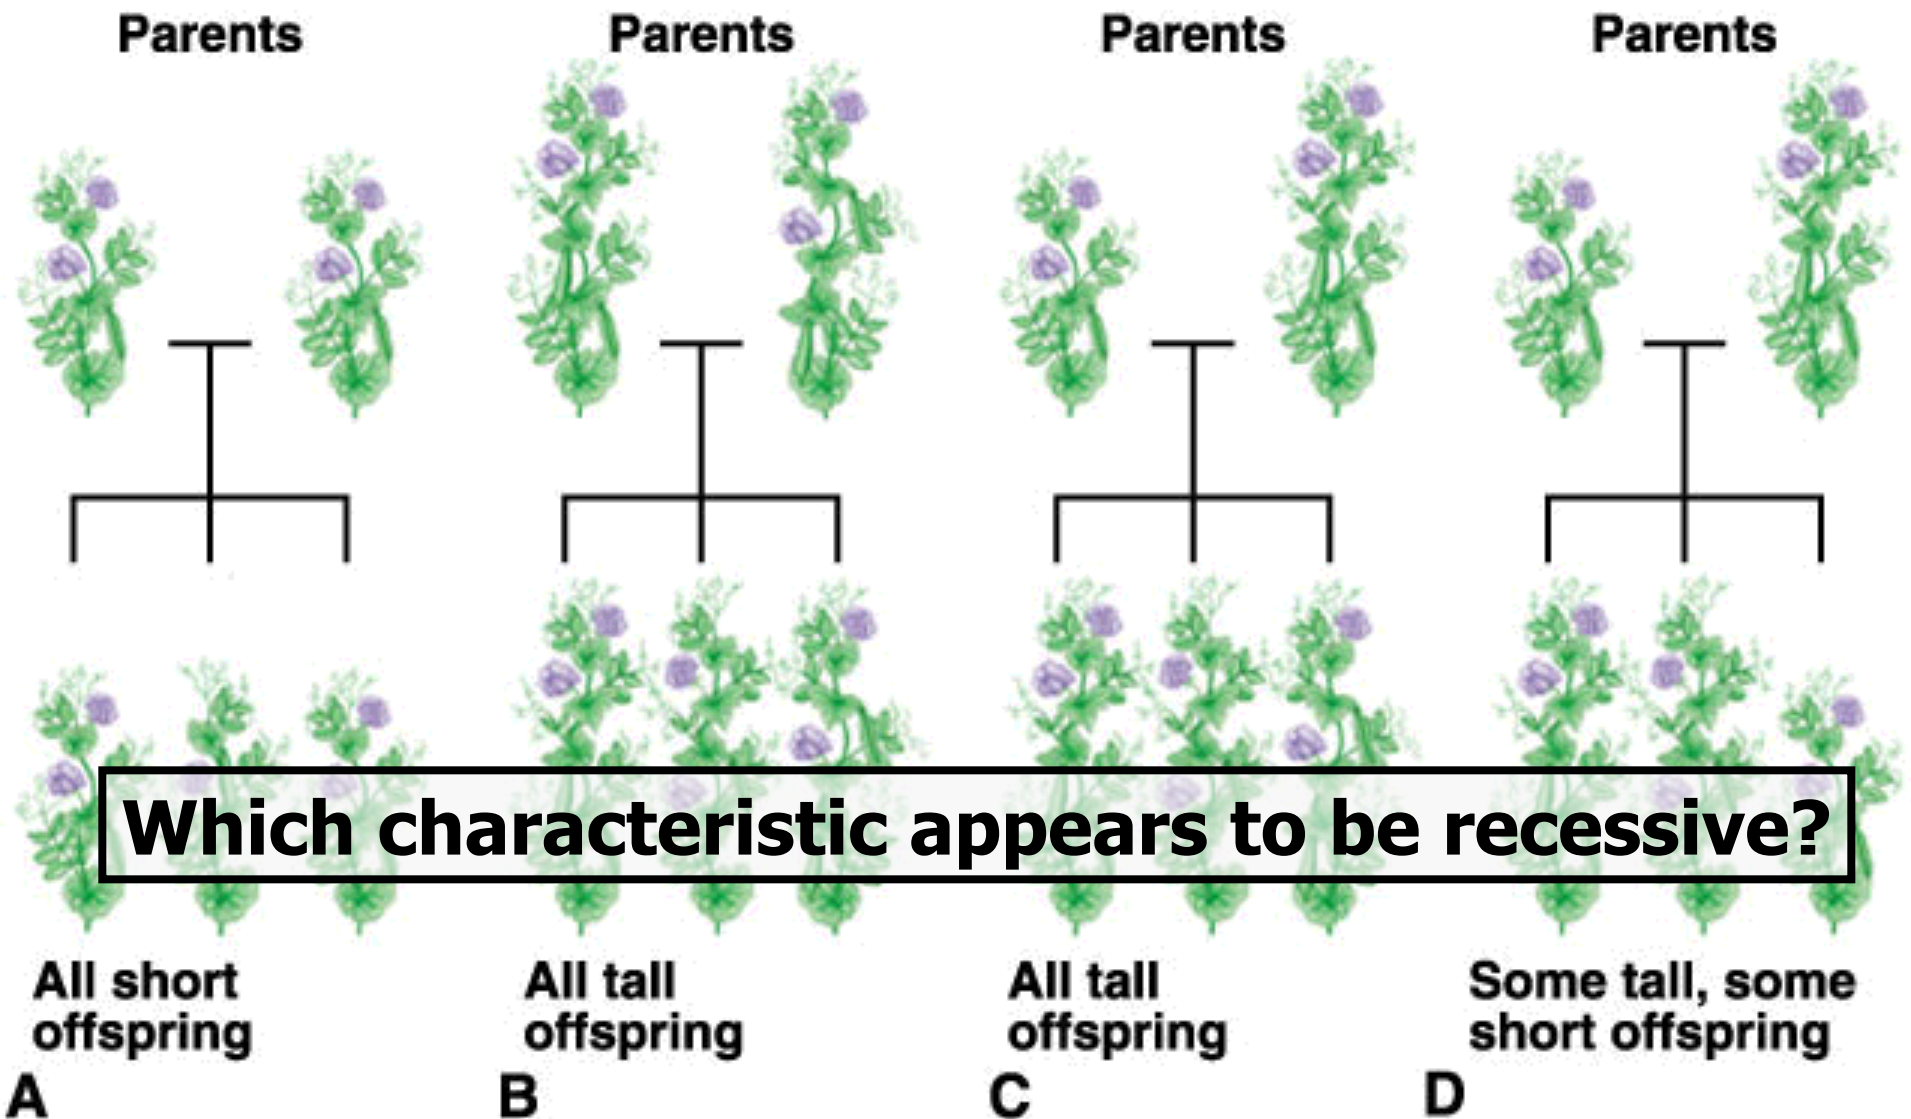 Parents Parents Parents Parents
Which characteristic appears to be recessive?
All short All tall All tall Some tall, some
offspring offspring offspring short offspring
A B C D